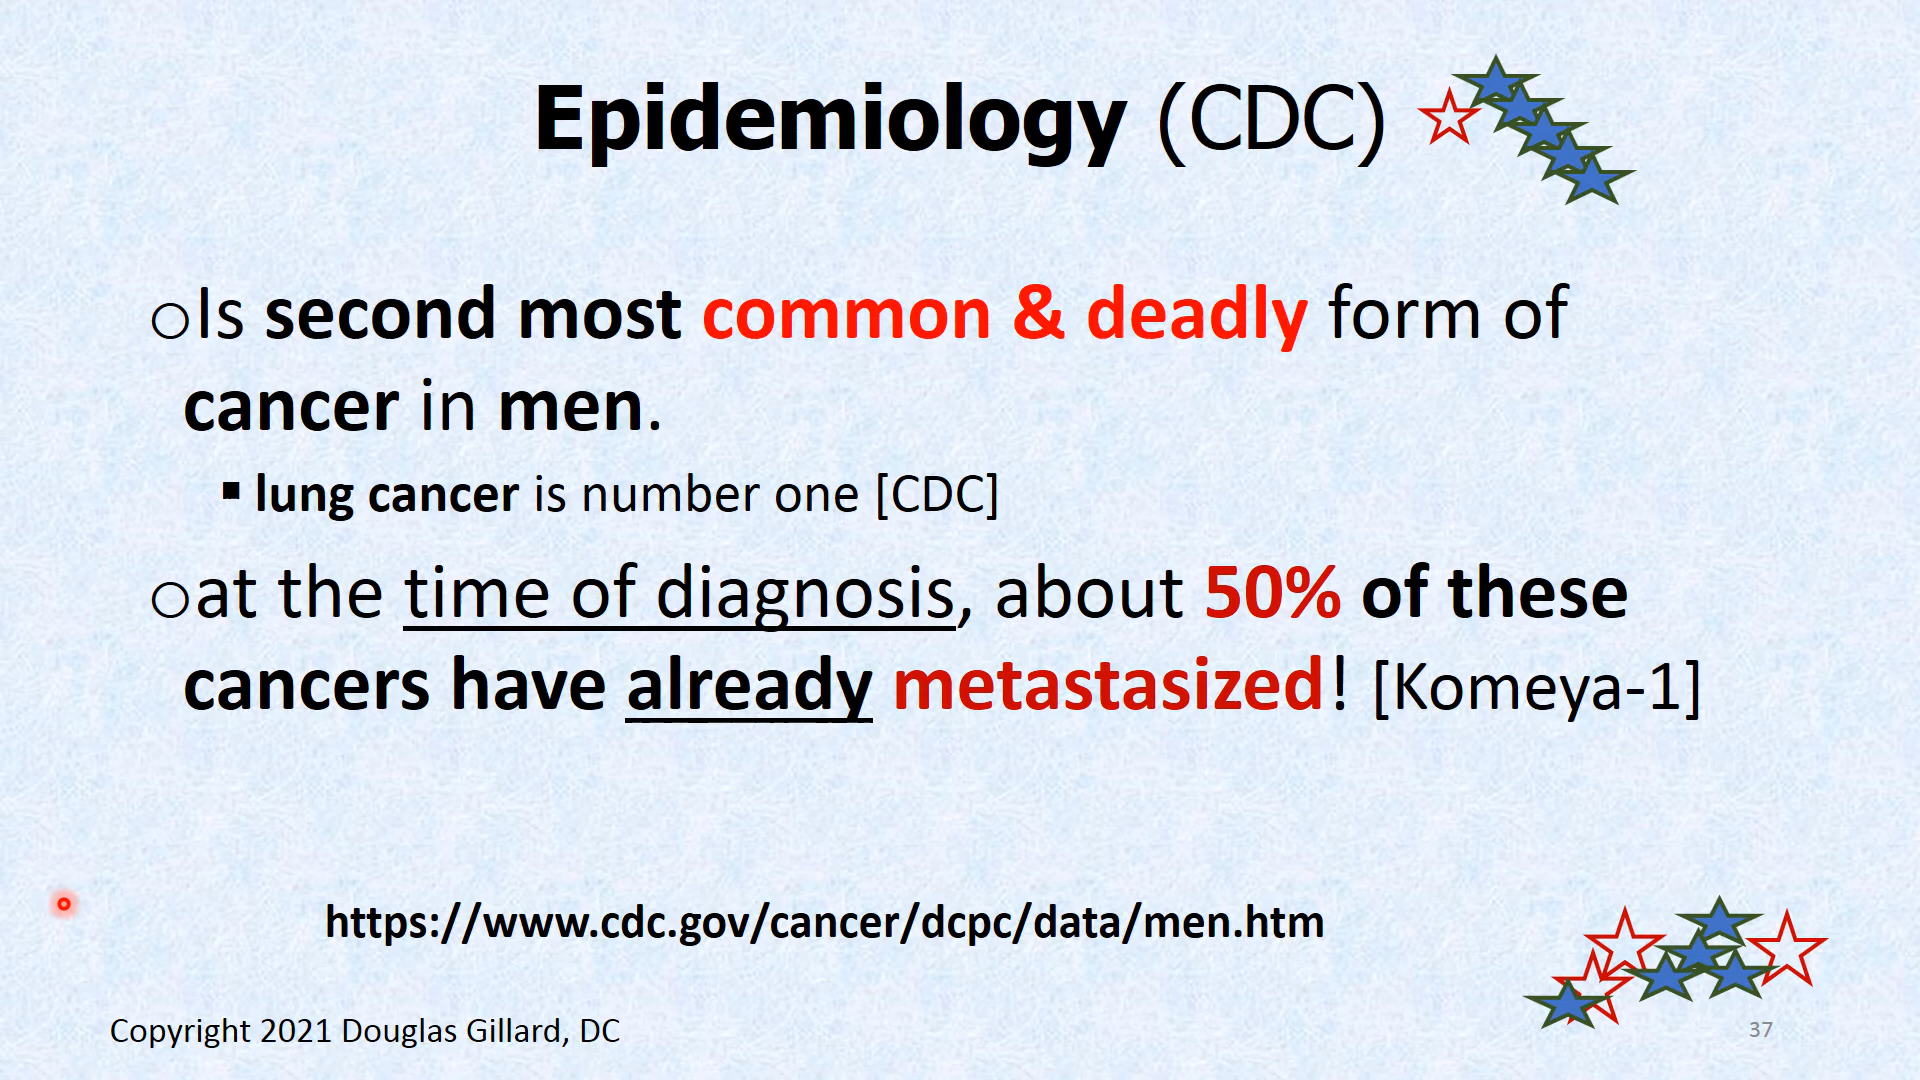 Epidemiology (CDC)
Is second most common & deadly form of
cancer in men.
lung cancer is number one [CDC]
at the time of diagnosis, about 50% of these
cancers have already metastasized! [Komeya-1]
https://www.cdc.gov/cancer/dcpc/data/men.htm
Copyright 2021 Douglas Gillard, DC
37